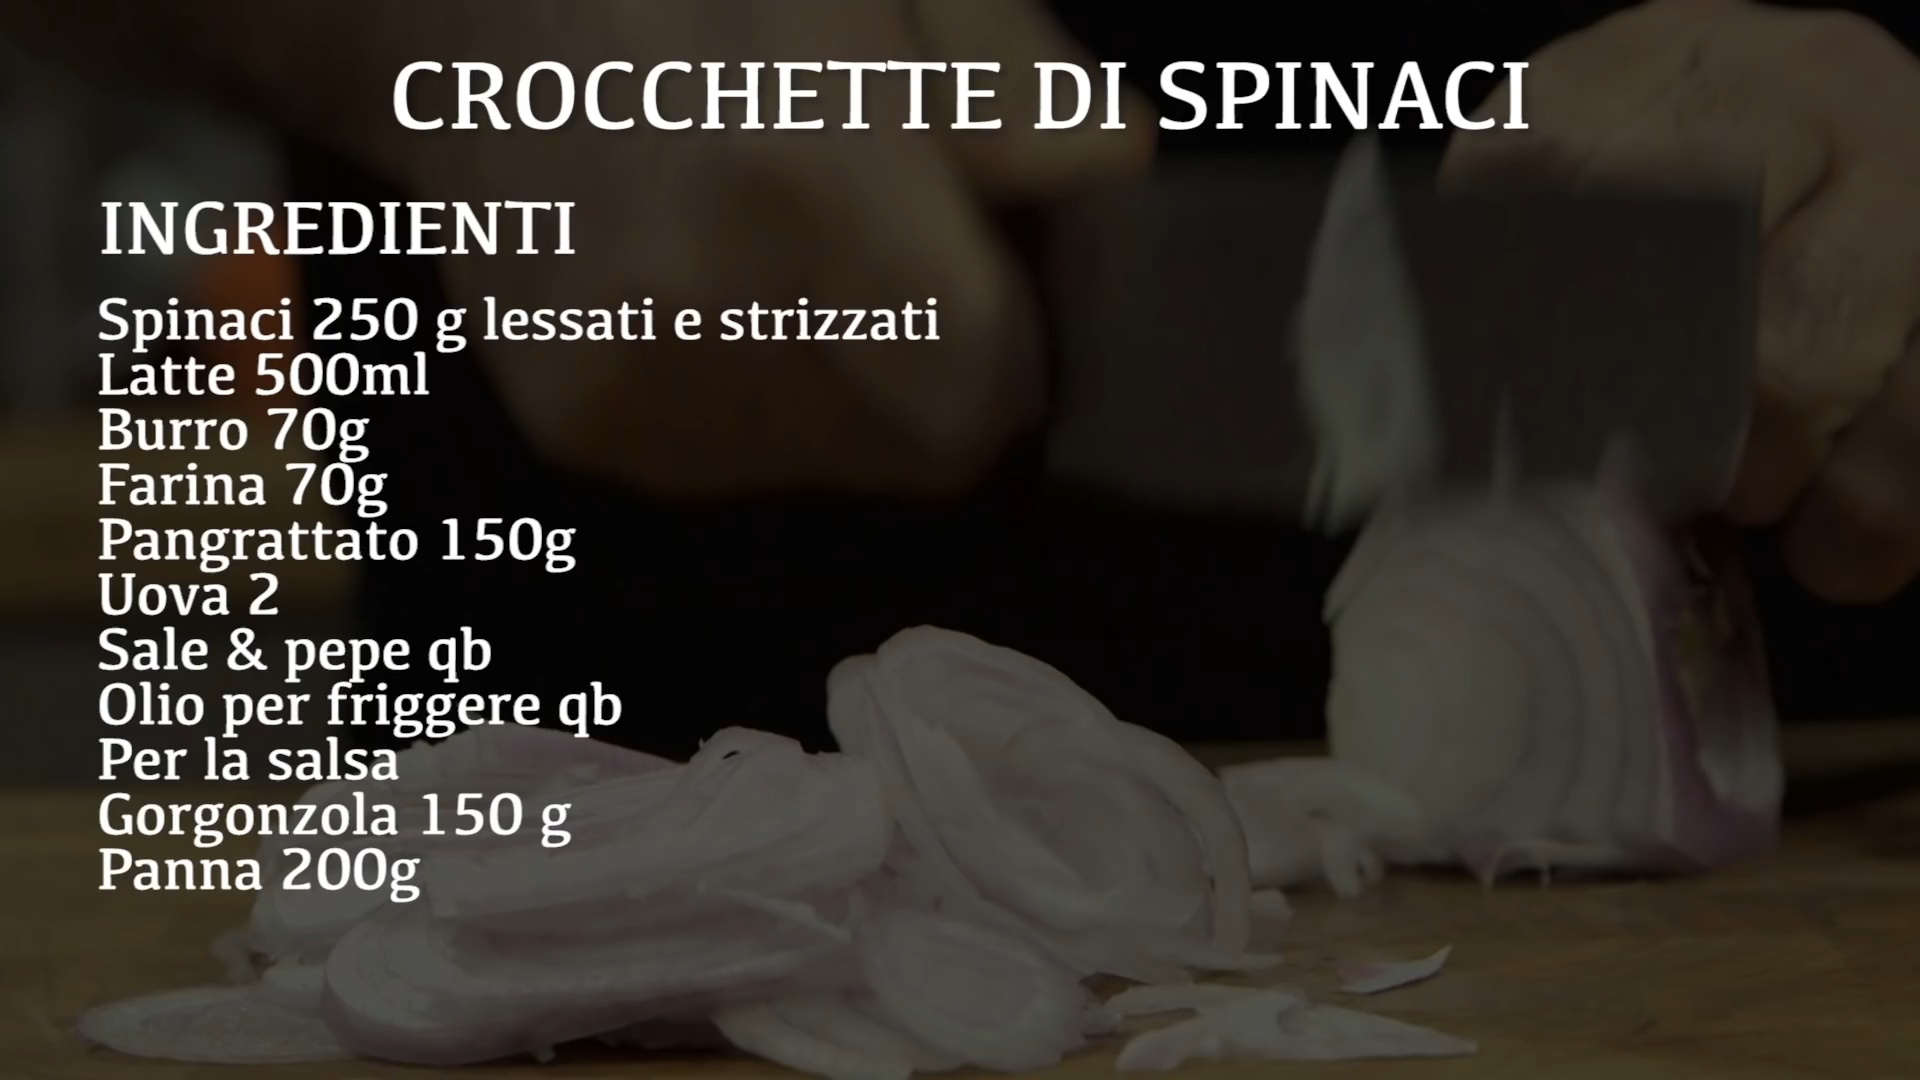 CROCCHETTE DI SPINACI
INGREDIENTI
Spinaci 250 g lessati e strizzati
Latte 500ml
Burro 70g
Farina 70g
Pangrattato 150g
Uova 2
Sale & pepe qb
Olio per friggere qb
Per la salsa
Gorgonzola 150 g
Panna 200g